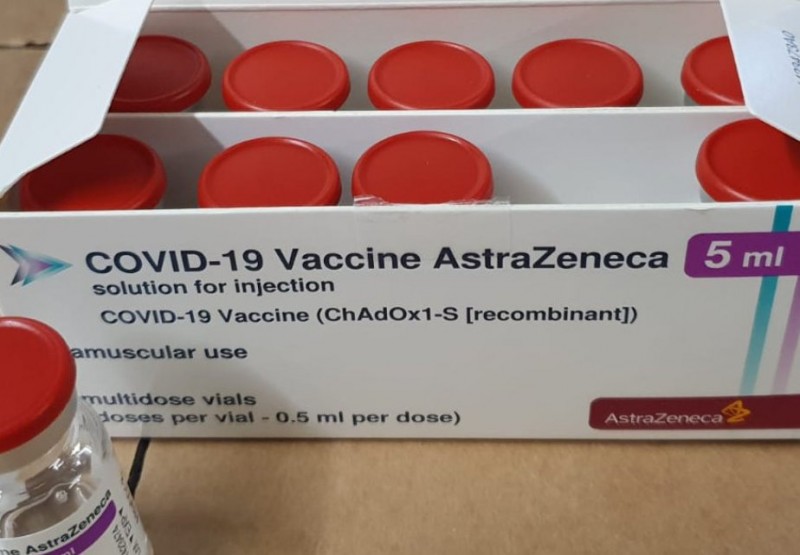 COVID-19 Vaccine AstraZeneca
5 ml
solution for injection
COVID-19 Vaccine (ChAdOx1-S [recombinant])
amuscular use
multidose vials
doses per vial - 0.5 ml per dose)
AstraZeneca
ne AstraZeneca